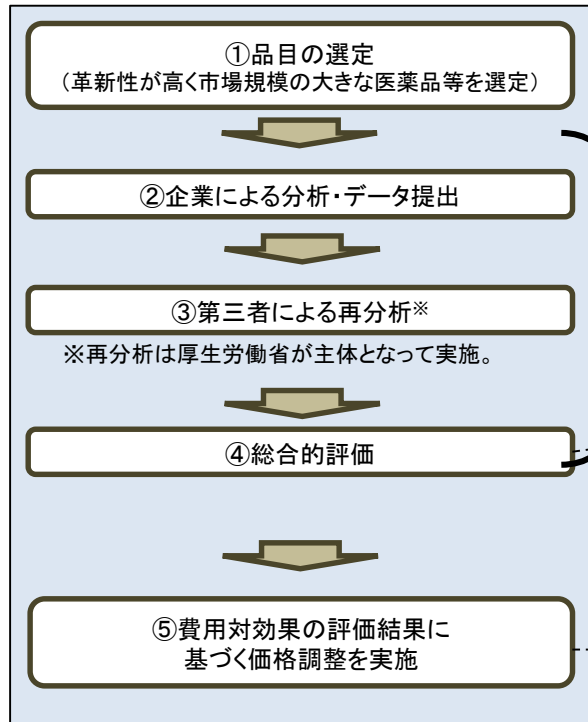 ①品目の選定
（革新性が高く市場規模の大きな医薬品等を選定）
②企業による分析・データ提出
③第三者による再分析※
※再分析は厚生労働省が主体となって実施。
④総合的評価
⑤費用対効果の評価結果に
基づく価格調整を実施